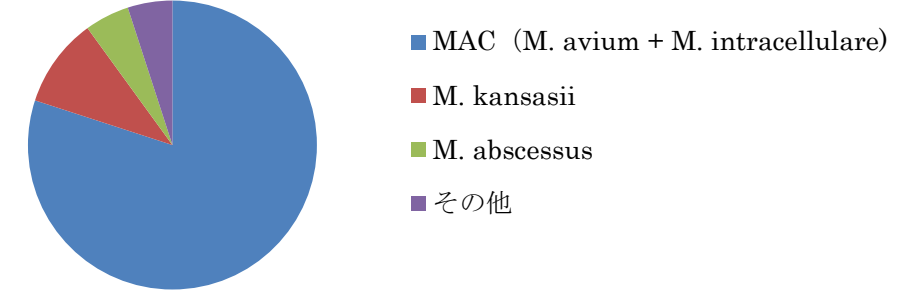 MAC（M. avium + M. intracellulare)
M. kansasii
M. abscessus
その他